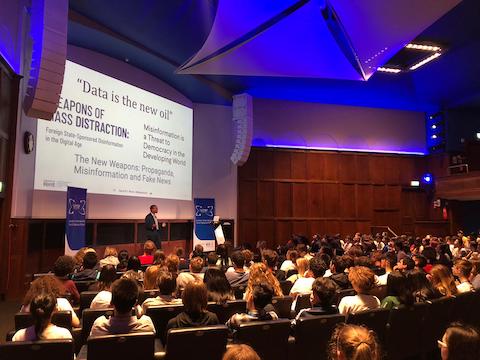 "Data is the new oil"
WEAPONS OF
MASS DISTRACTION:
Foreign State-Sponsored Disinformation
in the Digital Age
Misinformation is
a Threat to
Democracy in the
Developing World
The New Weapons: Propaganda,
Misinformation and Fake News